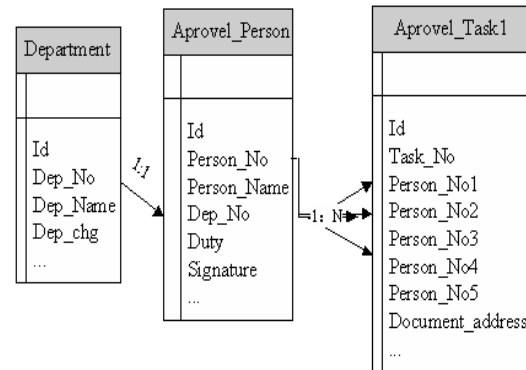 Department
Id
Dep_No
Dep_Name
Dep_chg
...
1:1
Aprovel_Person
Id
Person_No
Person_Name
Dep_No
Duty
Signature
...
1: N
Aprovel_Task1
Id
Task_No
Person_No1
Person_No2
Person_No3
Person_No4
Person_No5
Document_address
...